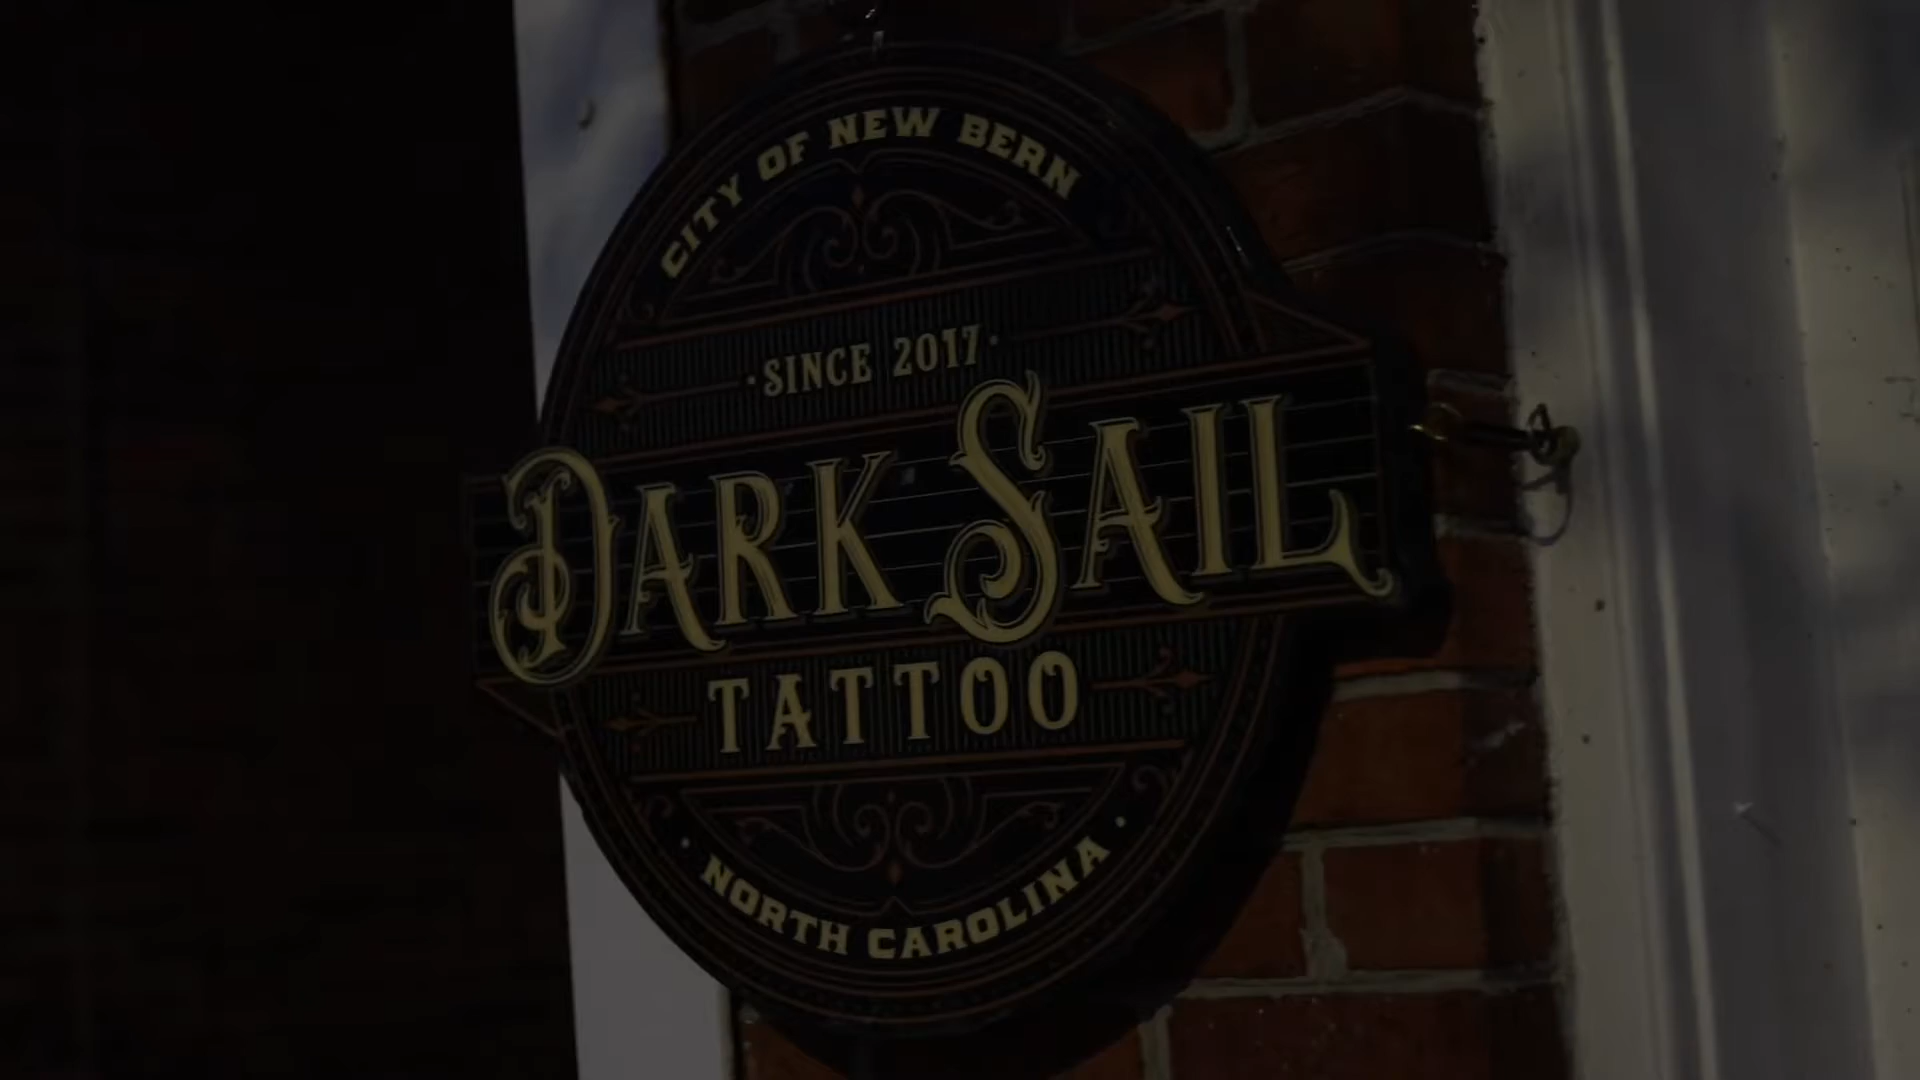 CITY OF NEW BERN
·SINCE 2017·
DARK SAIL
TATTOO
· NORTH CAROLINA ·